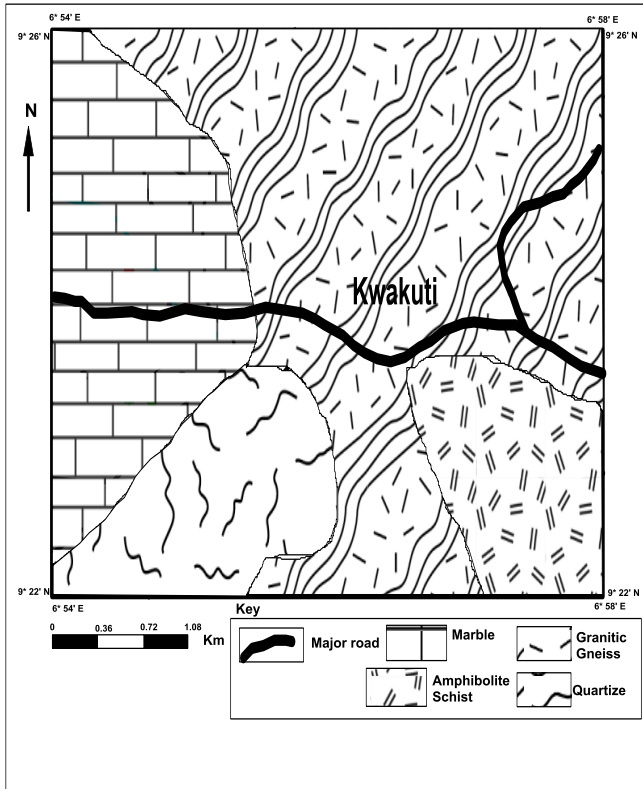 6° 54' E
6° 58' E
9° 26' N
9° 26' N
N
Kwakuti
9° 22' N
9° 22' N
6° 54' E
6° 58' E
Key
0 0.36 0.72 1.08
Km
Major road
Marble
Granitic
Gneiss
Amphibolite
Schist
Quartize